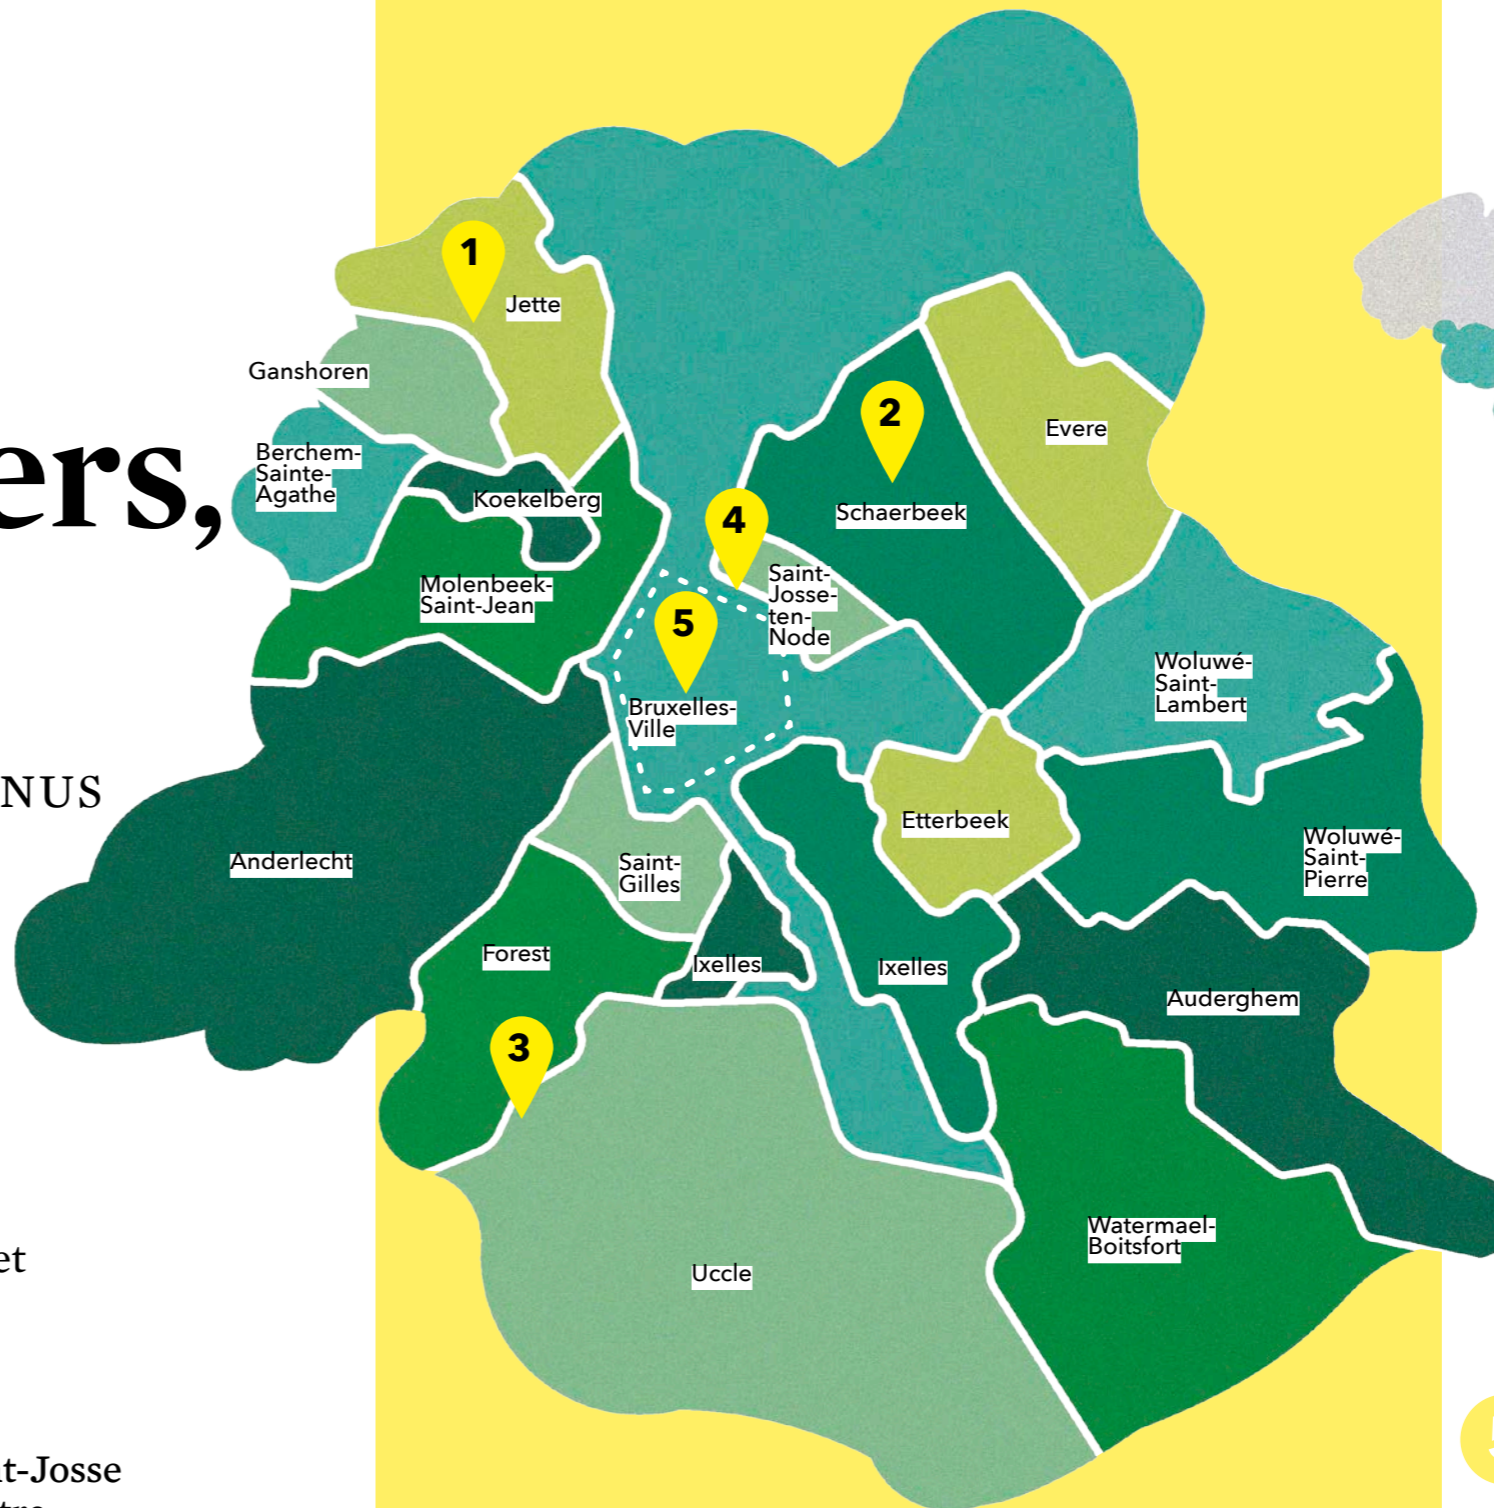 ers,
NUS
et
t-Josse
1
Jette
Ganshoren
2
Evere
Berchem-
Sainte-
Agathe
Koekelberg
Schaerbeek
4
Molenbeek-
Saint-Jean
Saint-
Josse-
ten-
Node
5
Bruxelles-
Ville
Woluwé-
Saint-
Lambert
Etterbeek
Woluwé-
Saint-
Pierre
Anderlecht
Saint-
Gilles
Forest
Ixelles
Ixelles
Auderghem
3
Watermael-
Boitsfort
Uccle